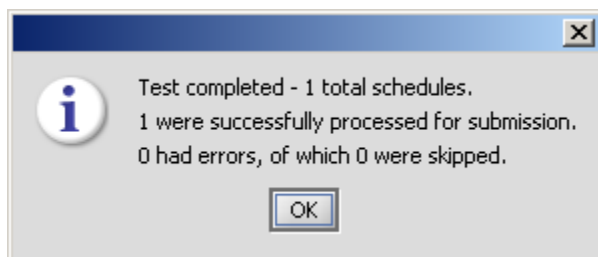 Test completed - 1 total schedules.
1 were successfully processed for submission.
0 had errors, of which 0 were skipped.
OK